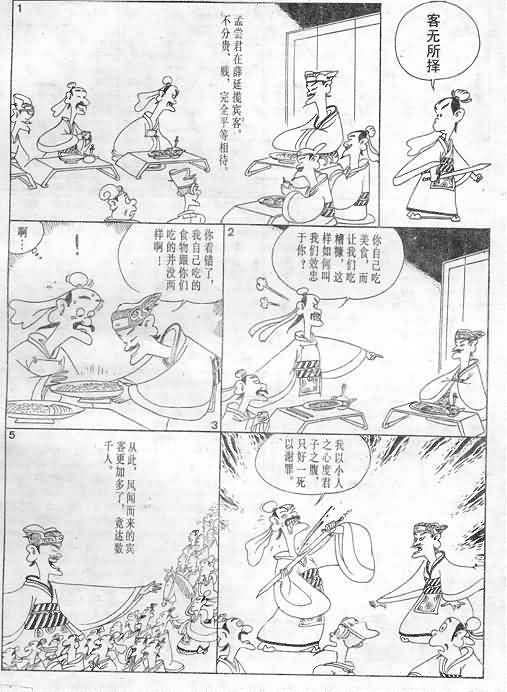 客无所择
1
孟尝君在薛延揽宾客。
不分贵、贱，完全平等相待。
2
你自己吃
美食，而
让我们吃
糟糠，这
样如何叫
我们效忠
于你？
3
你看错了，
我自己吃的
食物跟你们
吃的并没两
样啊！
！
啊…
…？
我以小人
之心度君
子之腹，
只好一死
以谢罪。
5
从此，风闻而来的宾
客更加多了，竟达数
千人。